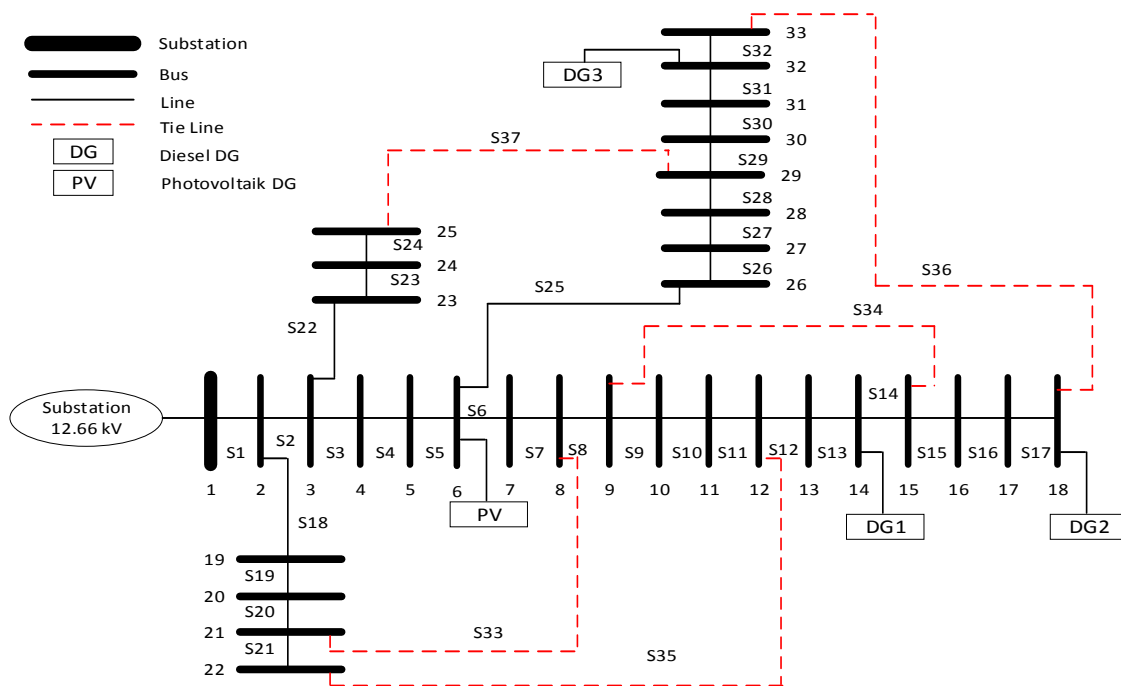 Substation
Bus
Line
Tie Line
DG
Diesel DG
PV
Photovoltaik DG
33
S32
32
DG3
S31
31
S30
30
S37
S29
29
S28
28
S27
27
S26
26
25
S24
24
S23
23
S25
S36
S22
S34
Substation
12.66 kV
S1
S2
S3
S4
S5
S6
S7
S8
S9
S10
S11
S12
S13
S14
S15
S16
S17
1
2
3
4
5
6
7
8
9
10
11
12
13
14
15
16
17
18
PV
DG1
DG2
S18
19
S19
20
S20
21
S21
22
S33
S35